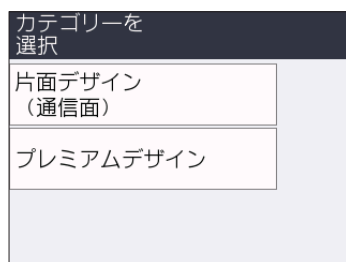 カテゴリーを
選択
片面デザイン
（通信面）
プレミアムデザイン